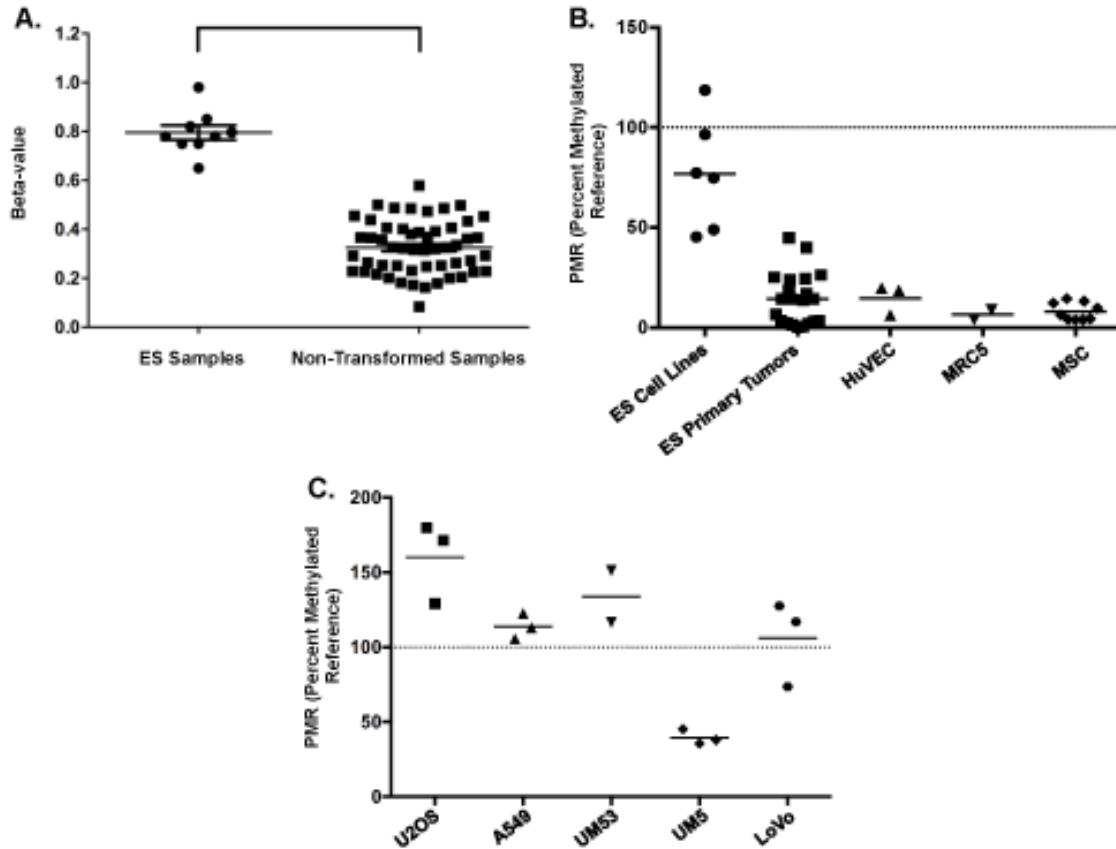 A.
Beta-value
1.2
1.0
0.8
0.6
0.4
0.2
0.0
ES Samples
Non-Transformed Samples
B.
PMR (Percent Methylated
Reference)
150
100
50
0
ES Cell Lines
ES Primary Tumors
HuVEC
MRC5
MSC
C.
PMR (Percent Methylated
Reference)
200
150
100
50
0
U2OS
A549
UM53
UM5
LoVo